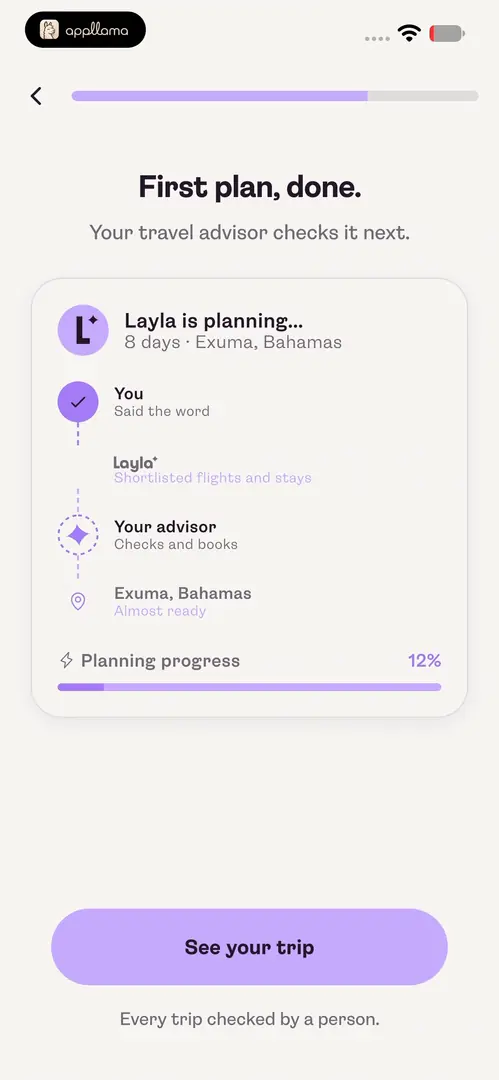 appllama
First plan, done.
Your travel advisor checks it next.
L
Layla is planning...
8 days · Exuma, Bahamas
You
Said the word
Layla
Shortlisted flights and stays
Your advisor
Checks and books
Exuma, Bahamas
Almost ready
Planning progress 12%
See your trip
Every trip checked by a person.